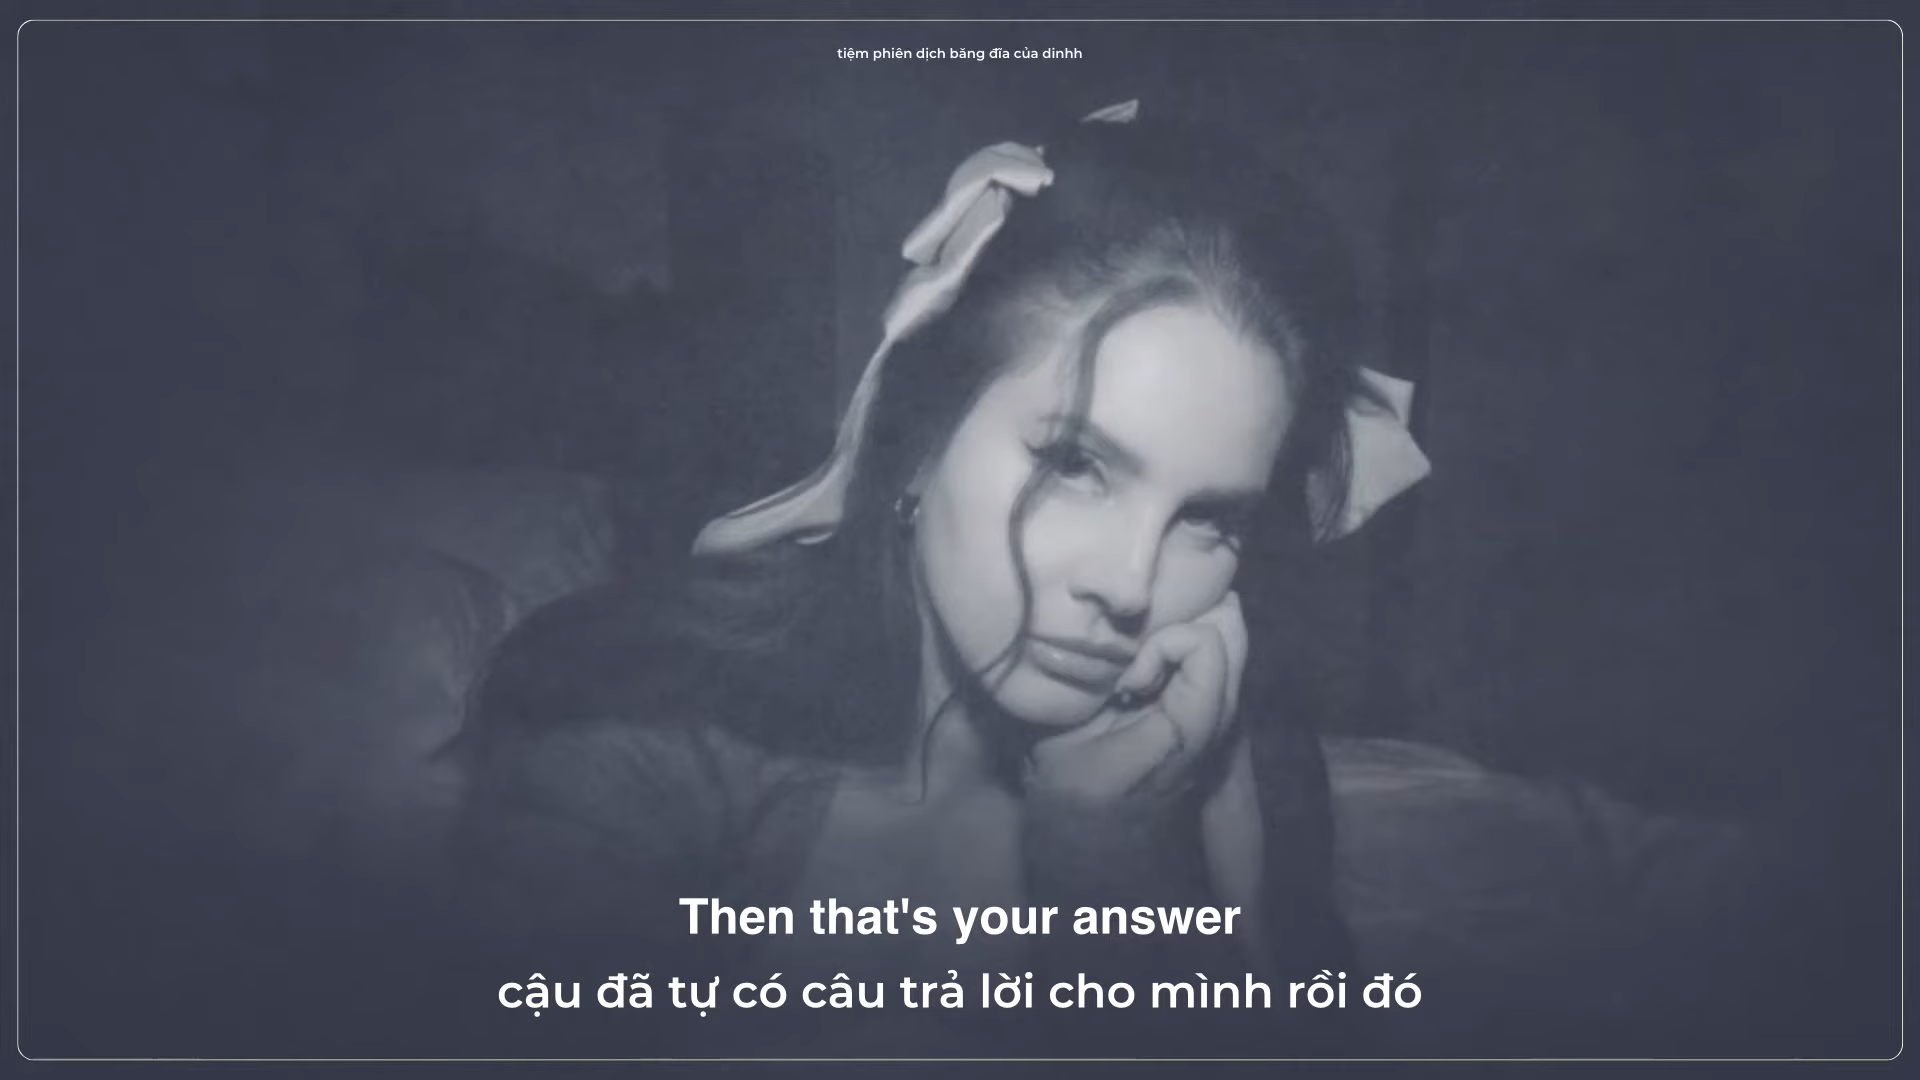 tiệm phiên dịch băng đĩa của dinhh
Then that's your answer
cậu đã tự có câu trả lời cho mình rồi đó